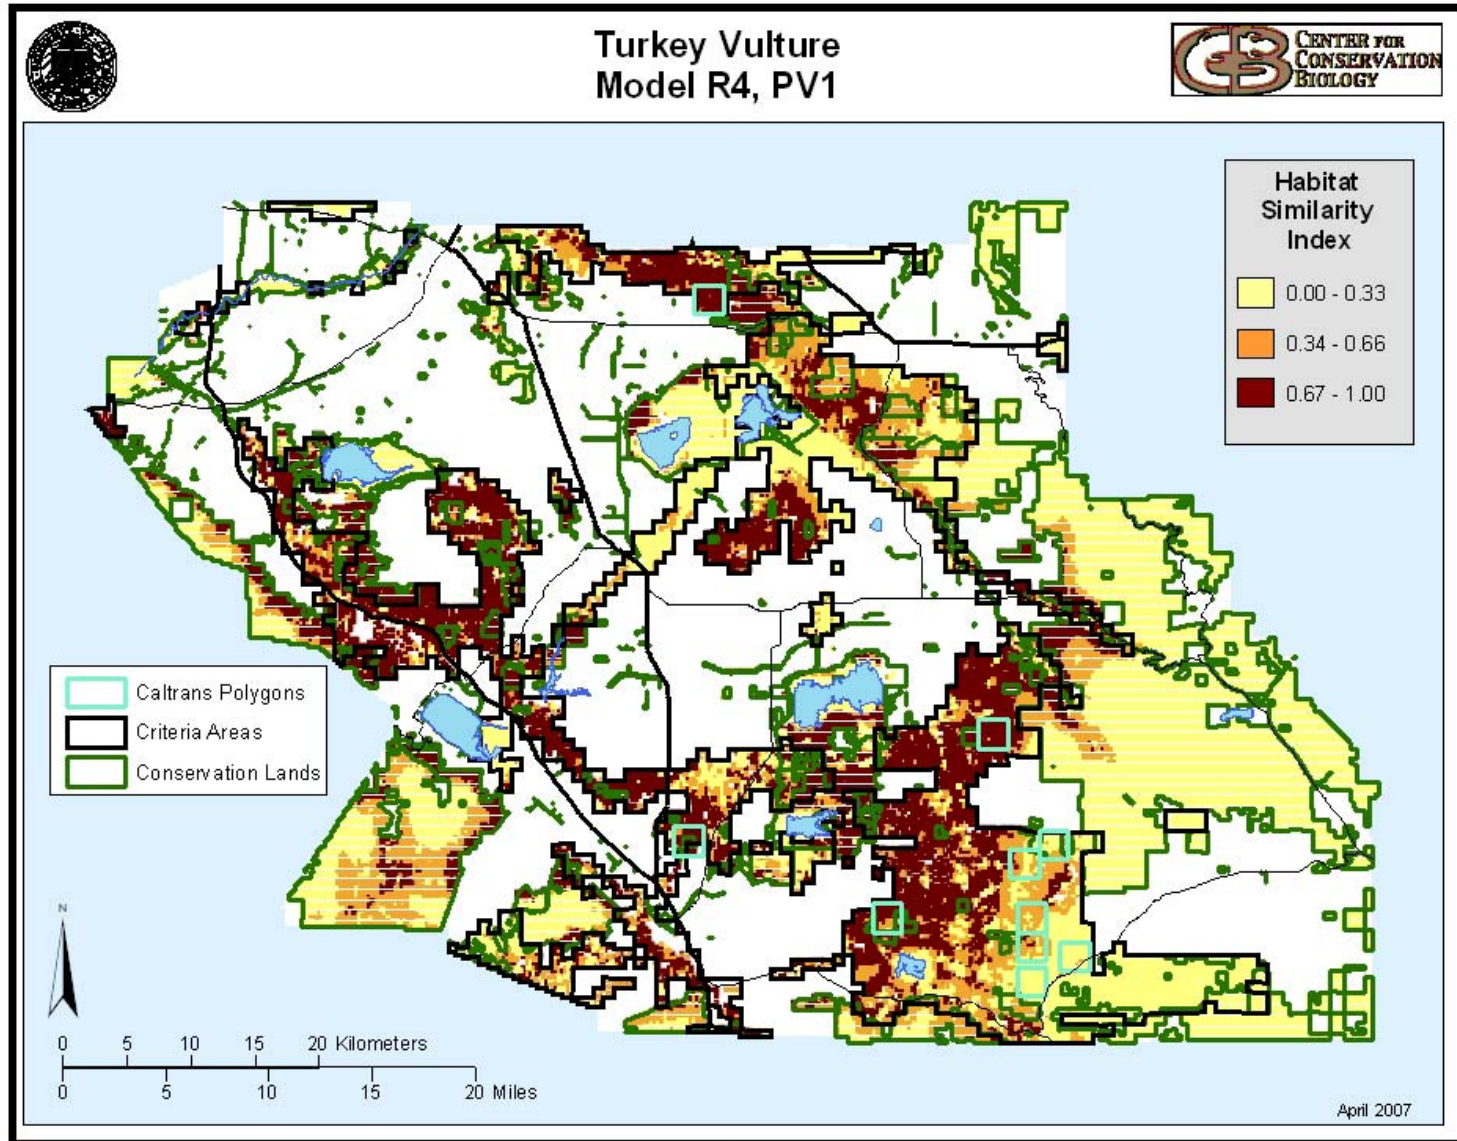 Turkey Vulture
Model R4, PV1
CENTER FOR
CONSERVATION
BIOLOGY
Habitat
Similarity
Index
0.00 - 0.33
0.34 - 0.66
0.67 - 1.00
Caltrans Polygons
Criteria Areas
Conservation Lands
N
0 5 10 15 20 Kilometers
0 5 10 15 20 Miles
April 2007